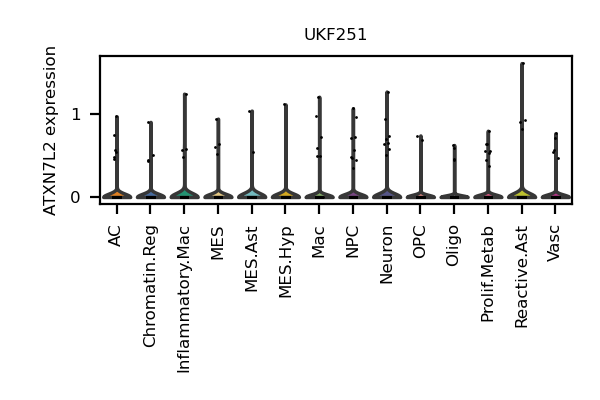 UKF251
ATXN7L2 expression
1
0
AC
Chromatin.Reg
Inflammatory.Mac
MES
MES.Ast
MES.Hyp
Mac
NPC
Neuron
OPC
Oligo
Prolif.Metab
Reactive.Ast
Vasc